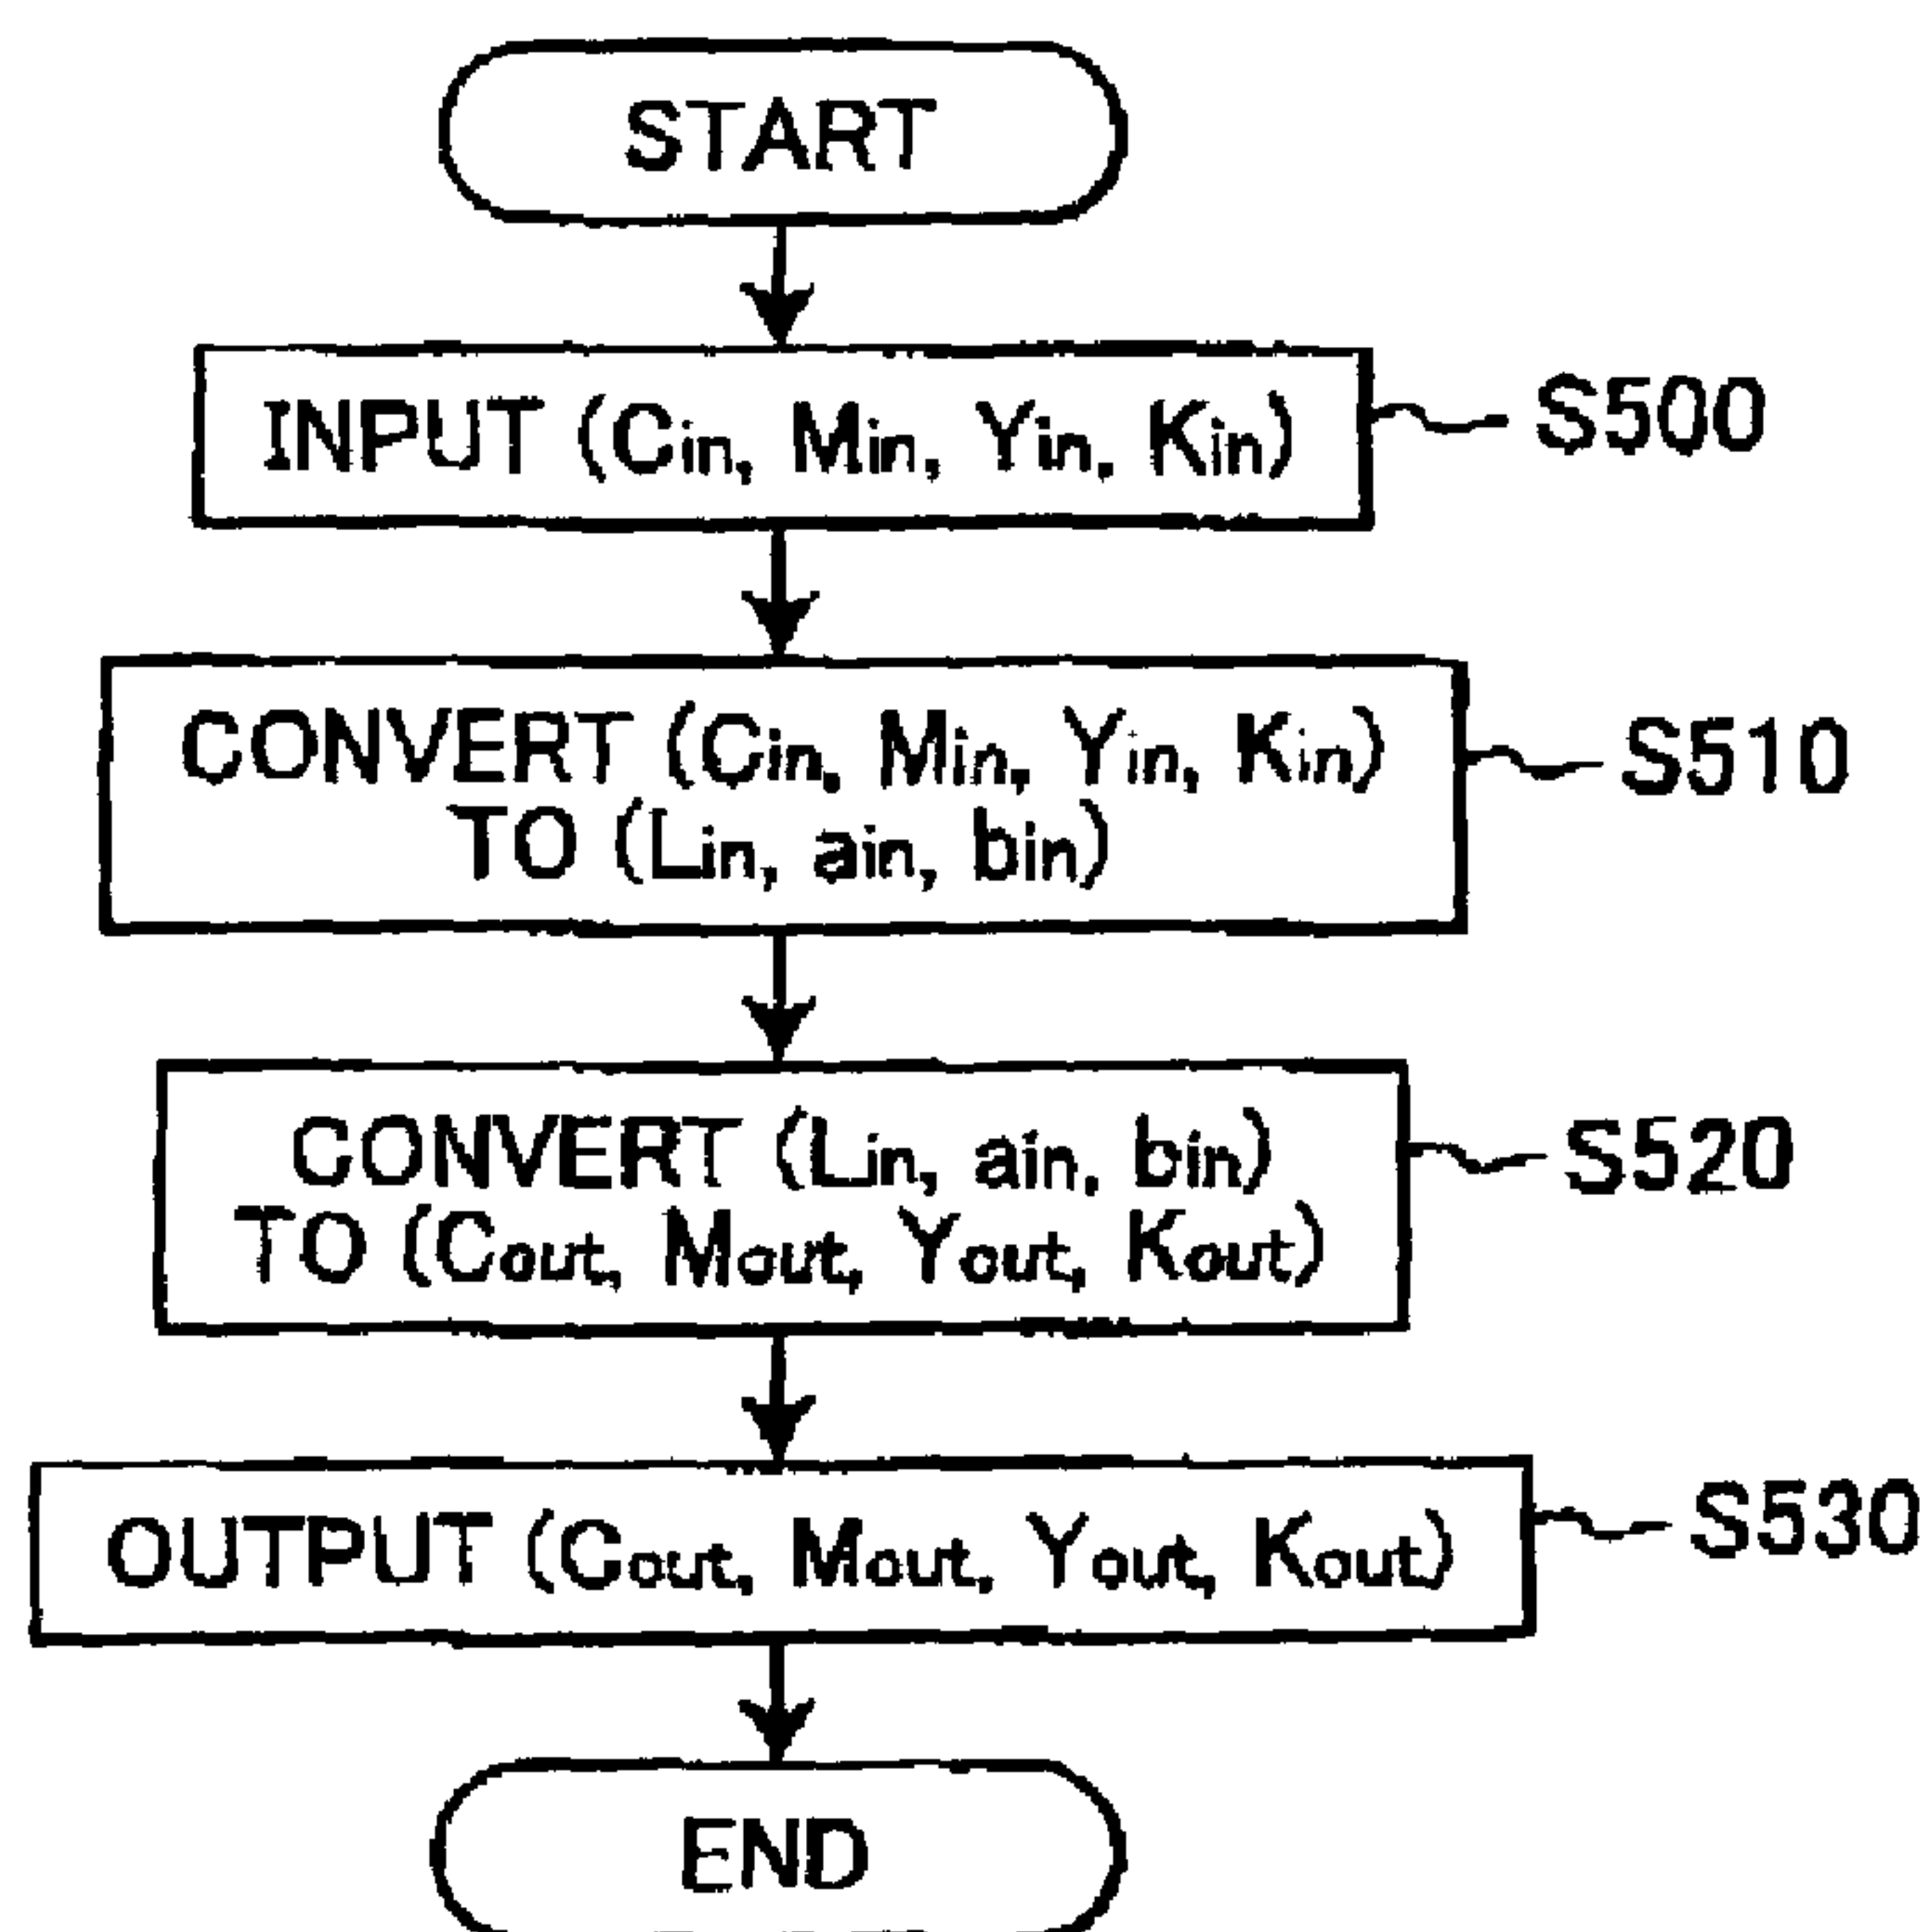 START
INPUT (Cin, Min, Yin, Kin)
S500
CONVERT (Cin, Min, Yin, Kin)
TO (Lin, ain, bin)
S510
CONVERT (Lin, ain, bin)
TO (Cout, Mout, Yout, Kout)
S520
OUTPUT (Cout, Mout, Yout, Kout)
S530
END